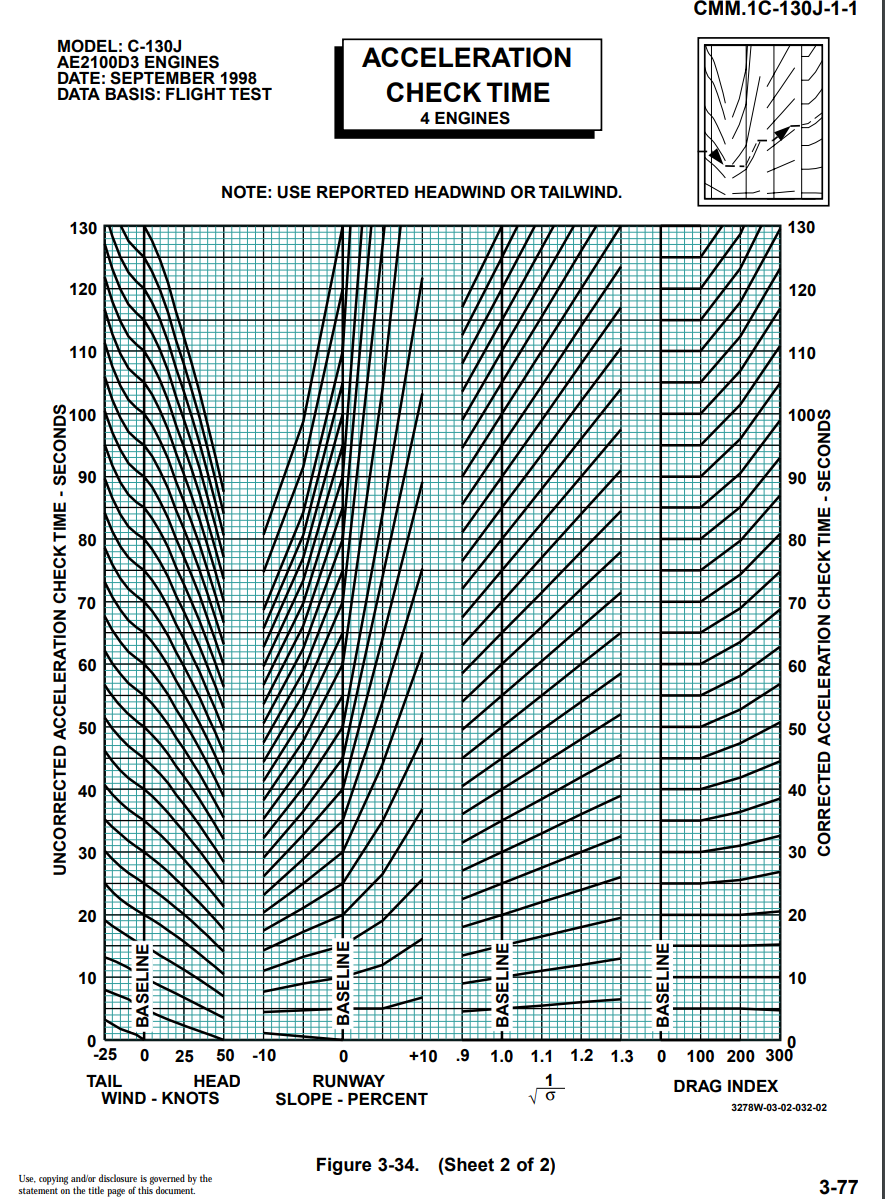 CMM.1C-130J-1-1
MODEL: C-130J
AE2100D3 ENGINES
DATE: SEPTEMBER 1998
DATA BASIS: FLIGHT TEST
ACCELERATION
CHECK TIME
4 ENGINES
NOTE: USE REPORTED HEADWIND OR TAILWIND.
UNCORRECTED ACCELERATION CHECK TIME - SECONDS
130
120
110
100
90
80
70
60
50
40
30
20
10
0
BASELINE
BASELINE
BASELINE
BASELINE
130
120
110
100
90
80
70
60
50
40
30
20
10
0
CORRECTED ACCELERATION CHECK TIME - SECONDS
-25 0 25 50 -10 0 +10 .9 1.0 1.1 1.2 1.3 0 100 200 300
TAIL HEAD
WIND - KNOTS
RUNWAY
SLOPE - PERCENT
1
√σ
DRAG INDEX
3278W-03-02-032-02
Figure 3-34. (Sheet 2 of 2)
Use, copying and/or disclosure is governed by the
statement on the title page of this document.
3-77